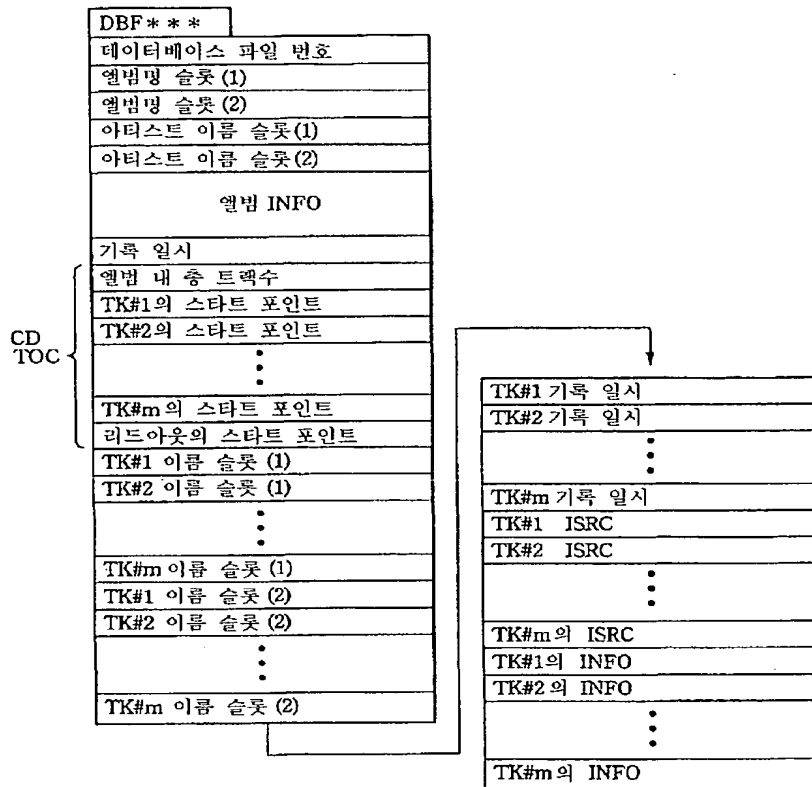 DBF＊＊＊
데이터베이스 파일 번호
앨범명 슬롯 (1)
앨범명 슬롯 (2)
아티스트 이름 슬롯(1)
아티스트 이름 슬롯(2)
앨범 INFO
기록 일시
앨범 내 총 트랙수
TK#1의 스타트 포인트
TK#2의 스타트 포인트
TK#m의 스타트 포인트
리드아웃의 스타트 포인트
CD
TOC
TK#1 이름 슬롯 (1)
TK#2 이름 슬롯 (1)
TK#m 이름 슬롯 (1)
TK#1 이름 슬롯 (2)
TK#2 이름 슬롯 (2)
TK#m 이름 슬롯 (2)
TK#1 기록 일시
TK#2 기록 일시
TK#m 기록 일시
TK#1 ISRC
TK#2 ISRC
TK#m의 ISRC
TK#1의 INFO
TK#2의 INFO
TK#m의 INFO